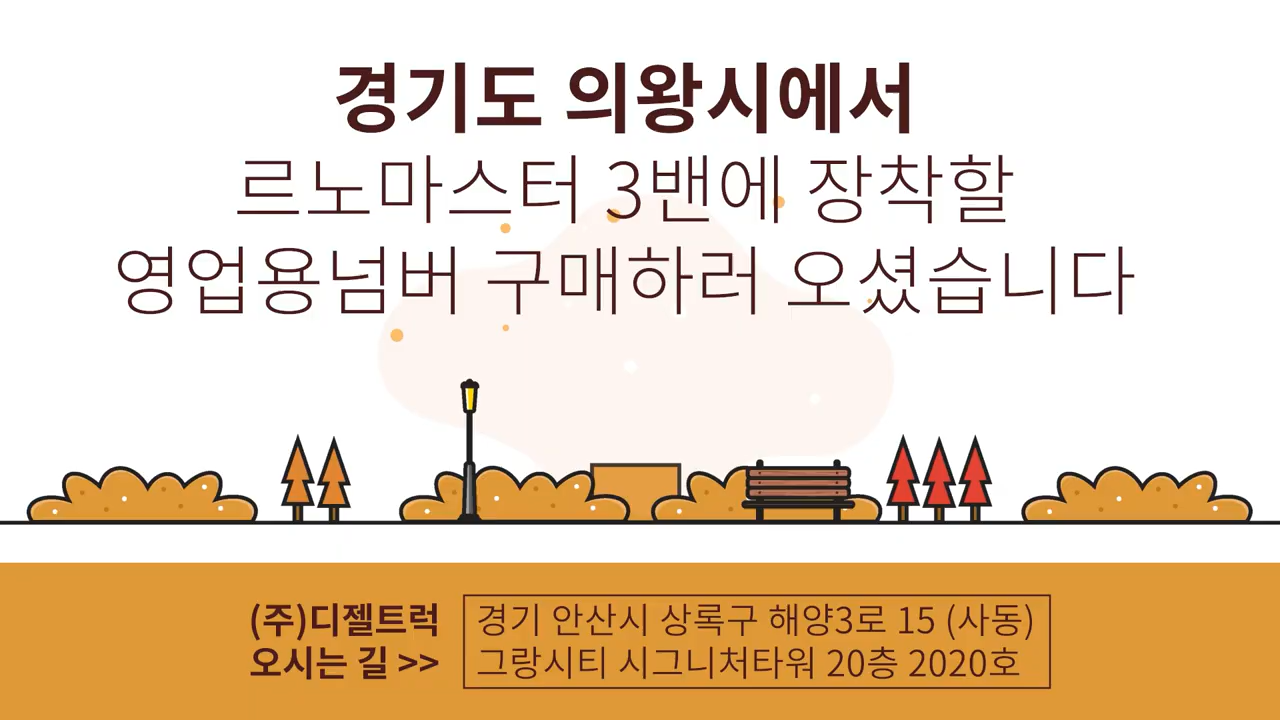 경기도 의왕시에서
르노마스터 3밴에 장착할
영업용넘버 구매하러 오셨습니다
(주)디젤트럭
오시는 길 >>
경기 안산시 상록구 해양3로 15 (사동)
그랑시티 시그니처타워 20층 2020호